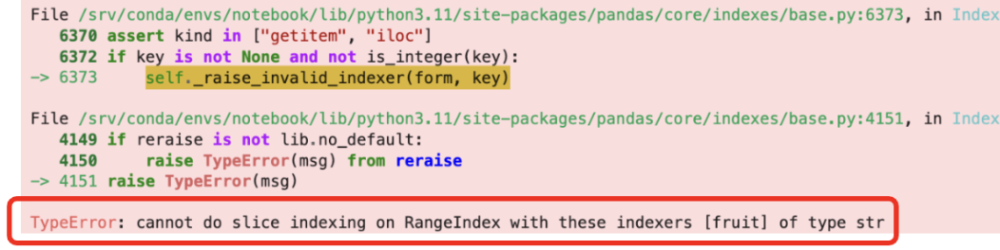 File /srv/conda/envs/notebook/lib/python3.11/site-packages/pandas/core/indexes/base.py:6373, in Index
6370 assert kind in ["getitem", "iloc"]
6372 if key is not None and not is_integer(key):
-> 6373     self._raise_invalid_indexer(form, key)
File /srv/conda/envs/notebook/lib/python3.11/site-packages/pandas/core/indexes/base.py:4151, in Index
4149 if reraise is not lib.no_default:
4150     raise TypeError(msg) from reraise
-> 4151 raise TypeError(msg)
TypeError: cannot do slice indexing on RangeIndex with these indexers [fruit] of type str